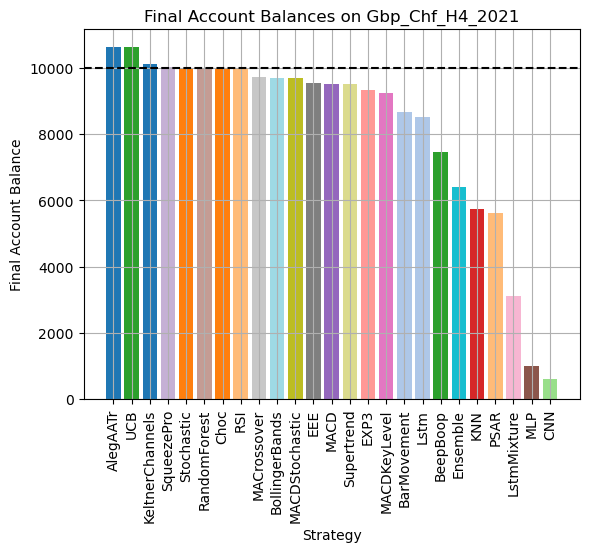 Final Account Balances on Gbp_Chf_H4_2021
Final Account Balance
10000
8000
6000
4000
2000
0
AlegAATr
UCB
KeltnerChannels
SqueezePro
Stochastic
RandomForest
Choc
RSI
MACrossover
BollingerBands
MACDStochastic
EEE
MACD
Supertrend
EXP3
MACDKeyLevel
BarMovement
Lstm
BeepBoop
Ensemble
KNN
PSAR
LstmMixture
MLP
CNN
Strategy